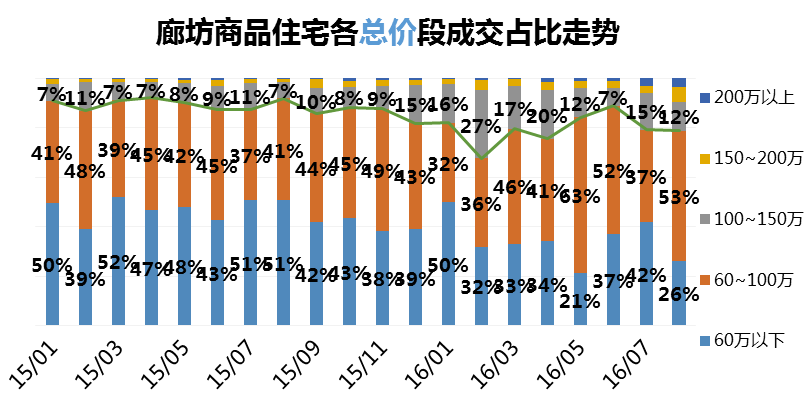 廊坊商品住宅各总价段成交占比走势
7% 11% 7% 7% 8% 9% 11% 7% 10% 8% 9% 15% 16% 27% 17% 20% 12% 7% 15% 12%
41% 48% 39% 45% 42% 45% 37% 41% 44% 45% 49% 43% 32% 36% 46% 41% 63% 52% 37% 53%
50% 39% 52% 47% 48% 43% 51% 51% 42% 43% 38% 39% 50% 32% 33% 34% 21% 37% 42% 26%
15/01 15/03 15/05 15/07 15/09 15/11 16/01 16/03 16/05 16/07
200万以上
150~200万
100~150万
60~100万
60万以下